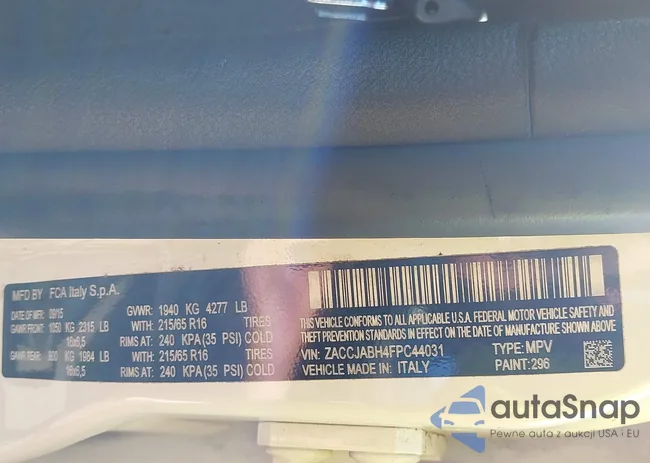 MFD BY FCA Italy S.p.A.
DATE OF MFR: 09/15 GVWR: 1940 KG 4277 LB
GAWR FRONT: 1050 KG 2315 LB WITH: 215/65 R16 TIRES
16x6,5 RIMS AT: 240 KPA(35 PSI) COLD
GAWR REAR: 900 KG 1984 LB WITH: 215/65 R16 TIRES
16x6,5 RIMS AT: 240 KPA(35 PSI) COLD
THIS VEHICLE CONFORMS TO ALL APPLICABLE U.S.A. FEDERAL MOTOR VEHICLE SAFETY AND
THEFT PREVENTION STANDARDS IN EFFECT ON THE DATE OF MANUFACTURE SHOWN ABOVE.
VIN: ZACCJABH4FPC44031 TYPE: MPV
VEHICLE MADE IN: ITALY PAINT: 296
autaSnap
Pewne auta z aukcji USA i EU